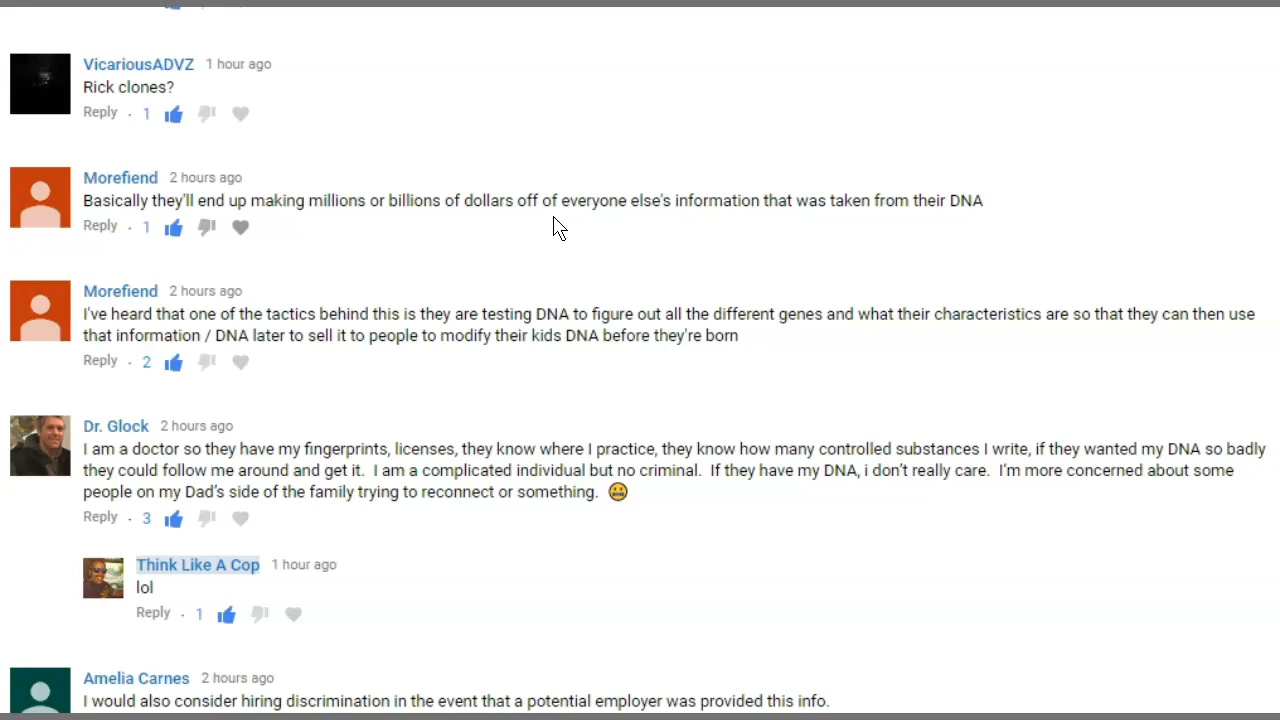 VicariousADVZ 1 hour ago
Rick clones?
Reply . 1
Morefiend 2 hours ago
Basically they'll end up making millions or billions of dollars off of everyone else's information that was taken from their DNA
Reply . 1
Morefiend 2 hours ago
I've heard that one of the tactics behind this is they are testing DNA to figure out all the different genes and what their characteristics are so that they can then use
that information / DNA later to sell it to people to modify their kids DNA before they're born
Reply . 2
Dr. Glock 2 hours ago
I am a doctor so they have my fingerprints, licenses, they know where I practice, they know how many controlled substances I write, if they wanted my DNA so badly
they could follow me around and get it. I am a complicated individual but no criminal. If they have my DNA, i don't really care. I'm more concerned about some
people on my Dad's side of the family trying to reconnect or something. 😬
Reply . 3
Think Like A Cop 1 hour ago
lol
Reply . 1
Amelia Carnes 2 hours ago
I would also consider hiring discrimination in the event that a potential employer was provided this info.